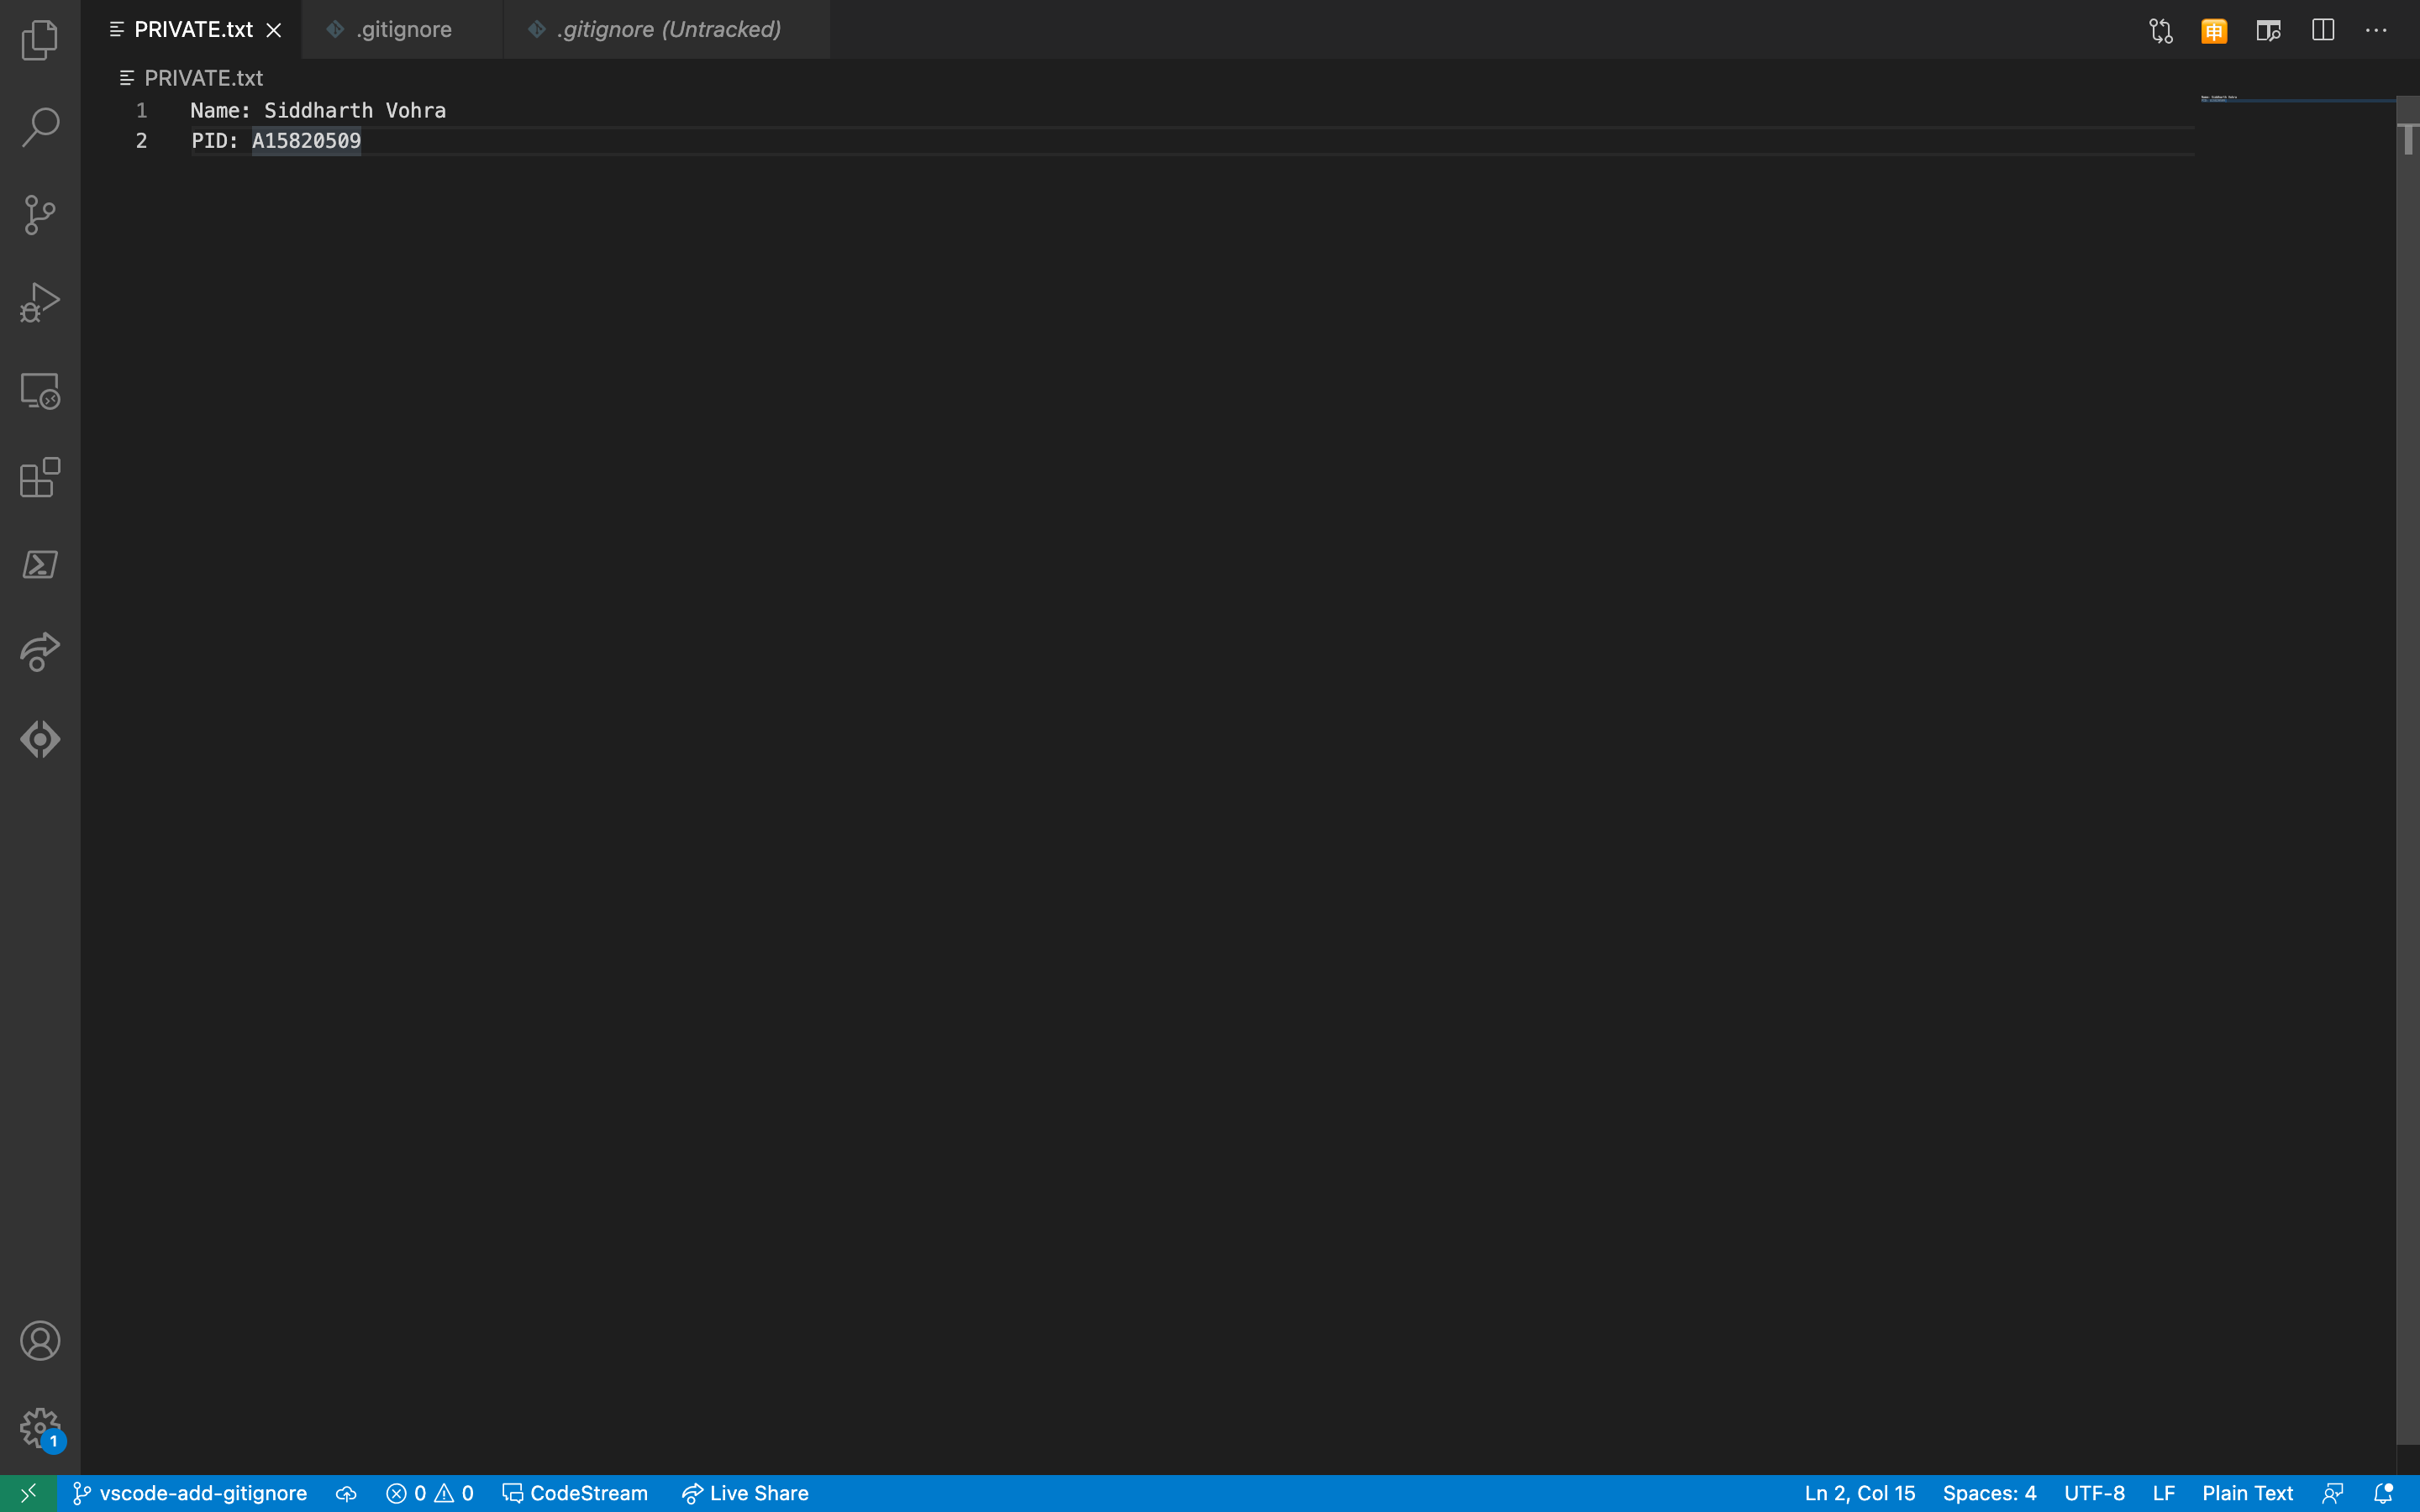 PRIVATE.txt
.gitignore
.gitignore (Untracked)
申
PRIVATE.txt
1 Name: Siddharth Vohra
2 PID: A15820509
1
vscode-add-gitignore 0 0 CodeStream Live Share Ln 2, Col 15 Spaces: 4 UTF-8 LF Plain Text